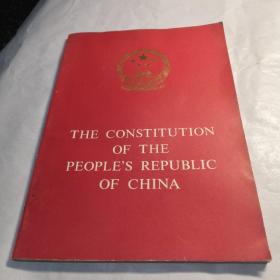 THE CONSTITUTION
OF THE
PEOPLE'S REPUBLIC
OF CHINA